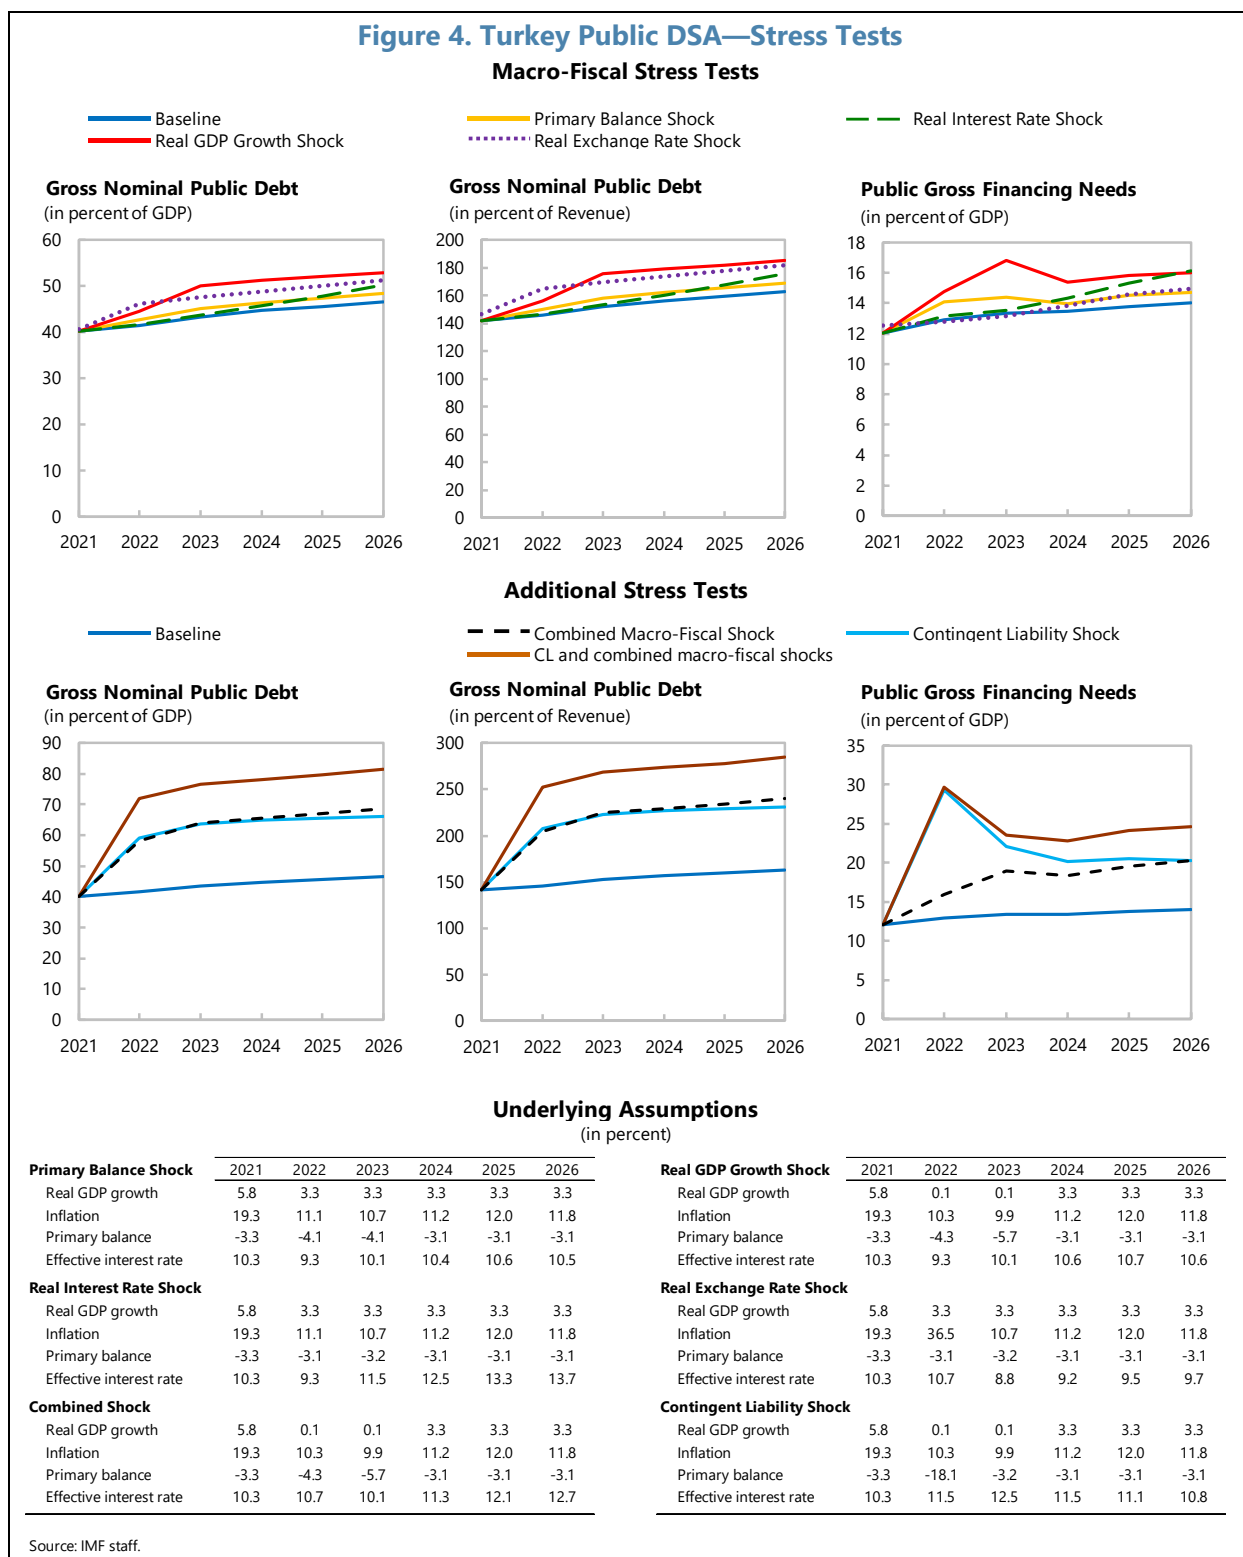 Figure 4. Turkey Public DSA—Stress Tests
Macro-Fiscal Stress Tests
Baseline
Primary Balance Shock
Real Interest Rate Shock
Real GDP Growth Shock
Real Exchange Rate Shock
Gross Nominal Public Debt
(in percent of GDP)
60
50
40
30
20
10
0
2021 2022 2023 2024 2025 2026
Gross Nominal Public Debt
(in percent of Revenue)
200
180
160
140
120
100
80
60
40
20
0
2021 2022 2023 2024 2025 2026
Public Gross Financing Needs
(in percent of GDP)
18
16
14
12
10
8
6
4
2
0
2021 2022 2023 2024 2025 2026
Additional Stress Tests
Baseline
Combined Macro-Fiscal Shock
Contingent Liability Shock
CL and combined macro-fiscal shocks
Gross Nominal Public Debt
(in percent of GDP)
90
80
70
60
50
40
30
20
10
0
2021 2022 2023 2024 2025 2026
Gross Nominal Public Debt
(in percent of Revenue)
300
250
200
150
100
50
0
2021 2022 2023 2024 2025 2026
Public Gross Financing Needs
(in percent of GDP)
35
30
25
20
15
10
5
0
2021 2022 2023 2024 2025 2026
Underlying Assumptions
(in percent)
Primary Balance Shock 2021 2022 2023 2024 2025 2026
Real GDP growth 5.8 3.3 3.3 3.3 3.3 3.3
Inflation 19.3 11.1 10.7 11.2 12.0 11.8
Primary balance -3.3 -4.1 -4.1 -3.1 -3.1 -3.1
Effective interest rate 10.3 9.3 10.1 10.4 10.6 10.5
Real Interest Rate Shock
Real GDP growth 5.8 3.3 3.3 3.3 3.3 3.3
Inflation 19.3 11.1 10.7 11.2 12.0 11.8
Primary balance -3.3 -3.1 -3.2 -3.1 -3.1 -3.1
Effective interest rate 10.3 9.3 11.5 12.5 13.3 13.7
Combined Shock
Real GDP growth 5.8 0.1 0.1 3.3 3.3 3.3
Inflation 19.3 10.3 9.9 11.2 12.0 11.8
Primary balance -3.3 -4.3 -5.7 -3.1 -3.1 -3.1
Effective interest rate 10.3 10.7 10.1 11.3 12.1 12.7
Real GDP Growth Shock 2021 2022 2023 2024 2025 2026
Real GDP growth 5.8 0.1 0.1 3.3 3.3 3.3
Inflation 19.3 10.3 9.9 11.2 12.0 11.8
Primary balance -3.3 -4.3 -5.7 -3.1 -3.1 -3.1
Effective interest rate 10.3 9.3 10.1 10.6 10.7 10.6
Real Exchange Rate Shock
Real GDP growth 5.8 3.3 3.3 3.3 3.3 3.3
Inflation 19.3 36.5 10.7 11.2 12.0 11.8
Primary balance -3.3 -3.1 -3.2 -3.1 -3.1 -3.1
Effective interest rate 10.3 10.7 8.8 9.2 9.5 9.7
Contingent Liability Shock
Real GDP growth 5.8 0.1 0.1 3.3 3.3 3.3
Inflation 19.3 10.3 9.9 11.2 12.0 11.8
Primary balance -3.3 -18.1 -3.2 -3.1 -3.1 -3.1
Effective interest rate 10.3 11.5 12.5 11.5 11.1 10.8
Source: IMF staff.